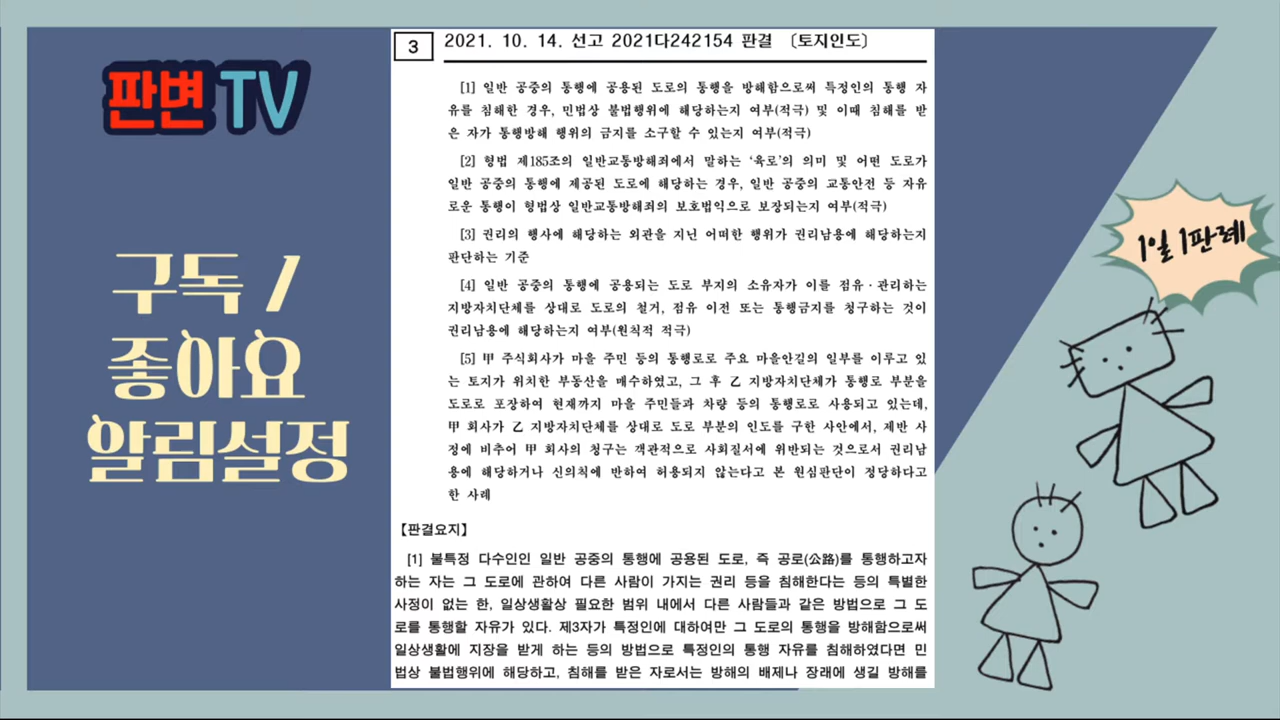 판변 TV
구독 /
좋아요
알림설정
3 2021. 10. 14. 선고 2021다242154 판결 〔토지인도〕
[1] 일반 공중의 통행에 공용된 도로의 통행을 방해함으로써 특정인의 통행 자
유를 침해한 경우, 민법상 불법행위에 해당하는지 여부(적극) 및 이때 침해를 받
은 자가 통행방해 행위의 금지를 소구할 수 있는지 여부(적극)
[2] 형법 제185조의 일반교통방해죄에서 말하는 ‘육로’의 의미 및 어떤 도로가
일반 공중의 통행에 제공된 도로에 해당하는 경우, 일반 공중의 교통안전 등 자유
로운 통행이 형법상 일반교통방해죄의 보호법익으로 보장되는지 여부(적극)
[3] 권리의 행사에 해당하는 외관을 지닌 어떠한 행위가 권리남용에 해당하는지
판단하는 기준
[4] 일반 공중의 통행에 공용되는 도로 부지의 소유자가 이를 점유·관리하는
지방자치단체를 상대로 도로의 철거, 점유 이전 또는 통행금지를 청구하는 것이
권리남용에 해당하는지 여부(원칙적 적극)
[5] 甲 주식회사가 마을 주민 등의 통행로로 주요 마을안길의 일부를 이루고 있
는 토지가 위치한 부동산을 매수하였고, 그 후 乙 지방자치단체가 통행로 부분을
도로로 포장하여 현재까지 마을 주민들과 차량 등의 통행로로 사용되고 있는데,
甲 회사가 乙 지방자치단체를 상대로 도로 부분의 인도를 구한 사안에서, 제반 사
정에 비추어 甲 회사의 청구는 객관적으로 사회질서에 위반되는 것으로서 권리남
용에 해당하거나 신의칙에 반하여 허용되지 않는다고 본 원심판단이 정당하다고
한 사례
【판결요지】
[1] 불특정 다수인인 일반 공중의 통행에 공용된 도로, 즉 공로(公路)를 통행하고자
하는 자는 그 도로에 관하여 다른 사람이 가지는 권리 등을 침해한다는 등의 특별한
사정이 없는 한, 일상생활상 필요한 범위 내에서 다른 사람들과 같은 방법으로 그 도
로를 통행할 자유가 있다. 제3자가 특정인에 대하여만 그 도로의 통행을 방해함으로써
일상생활에 지장을 받게 하는 등의 방법으로 특정인의 통행 자유를 침해하였다면 민
법상 불법행위에 해당하고, 침해를 받은 자로서는 방해의 배제나 장래에 생길 방해를
1일 1판례